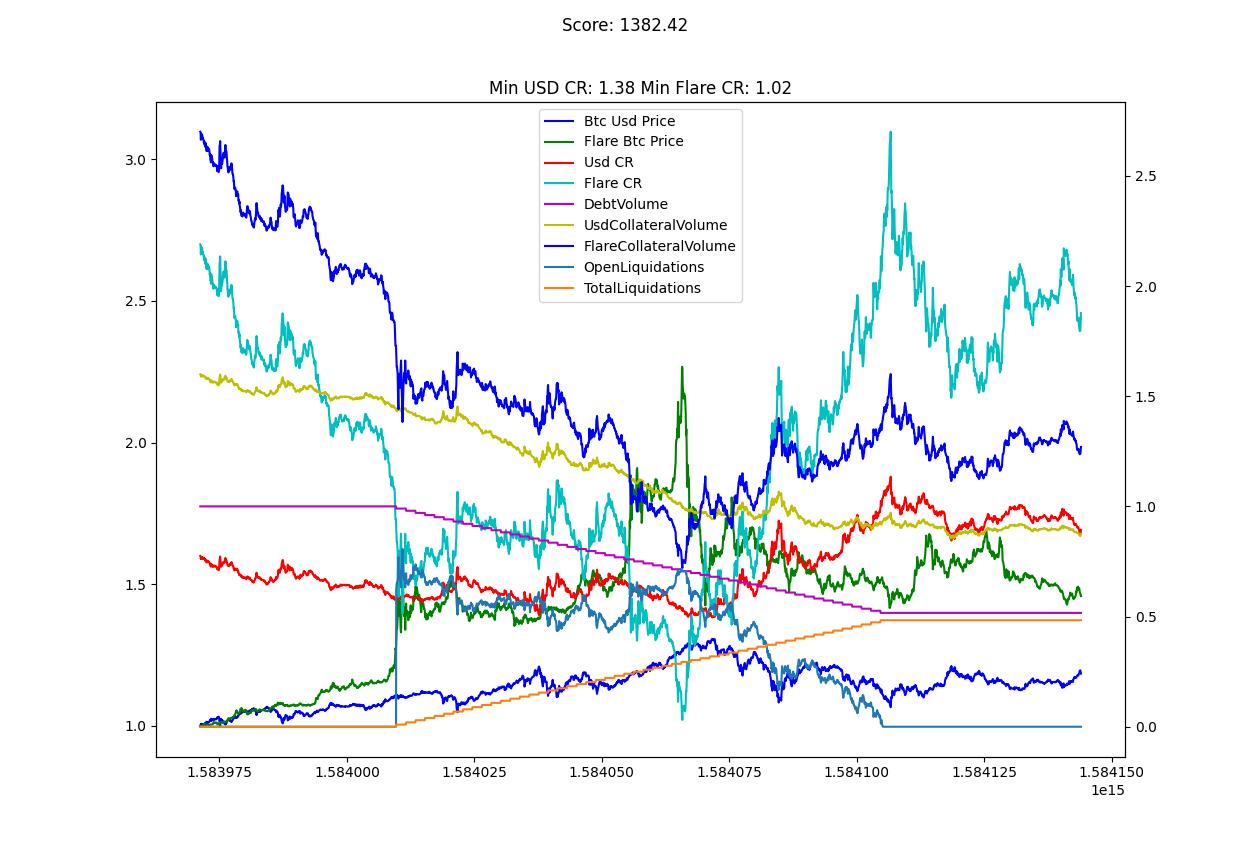 Score: 1382.42
Min USD CR: 1.38 Min Flare CR: 1.02
Btc Usd Price
Flare Btc Price
Usd CR
Flare CR
DebtVolume
UsdCollateralVolume
FlareCollateralVolume
OpenLiquidations
TotalLiquidations
3.0
2.5
2.0
1.5
1.0
2.5
2.0
1.5
1.0
0.5
0.0
1.583975
1.584000
1.584025
1.584050
1.584075
1.584100
1.584125
1.584150
1e15